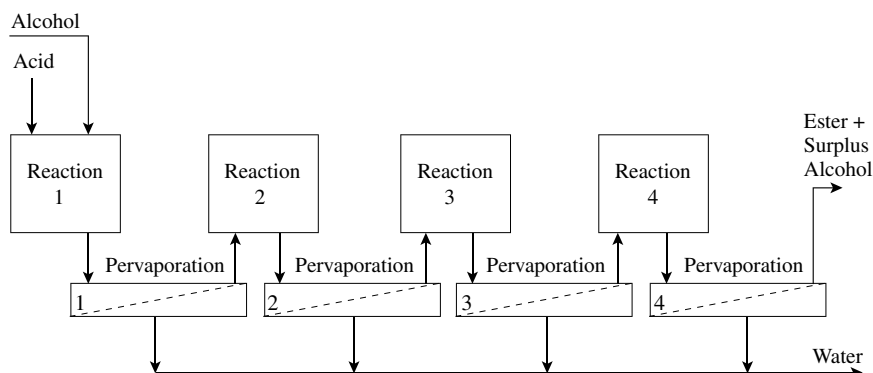 Alcohol
Acid
Reaction
1
Reaction
2
Reaction
3
Reaction
4
Ester +
Surplus
Alcohol
Pervaporation
1
Pervaporation
2
Pervaporation
3
Pervaporation
4
Water